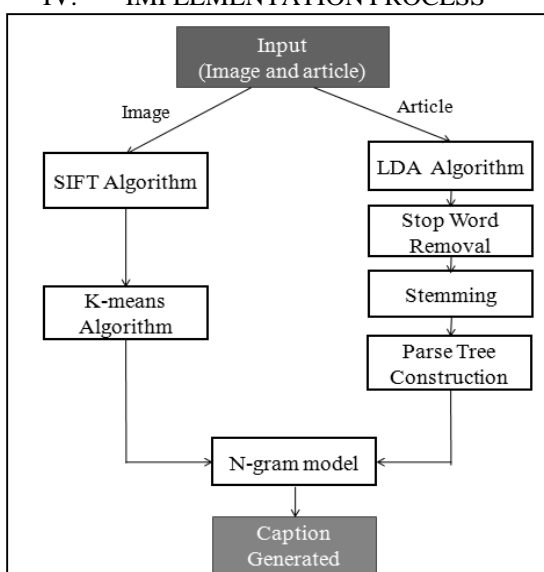 IV. IMPLEMENTATION PROCESS
Input
(Image and article)
Image
Article
SIFT Algorithm
LDA Algorithm
Stop Word
Removal
K-means
Algorithm
Stemming
Parse Tree
Construction
N-gram model
Caption
Generated